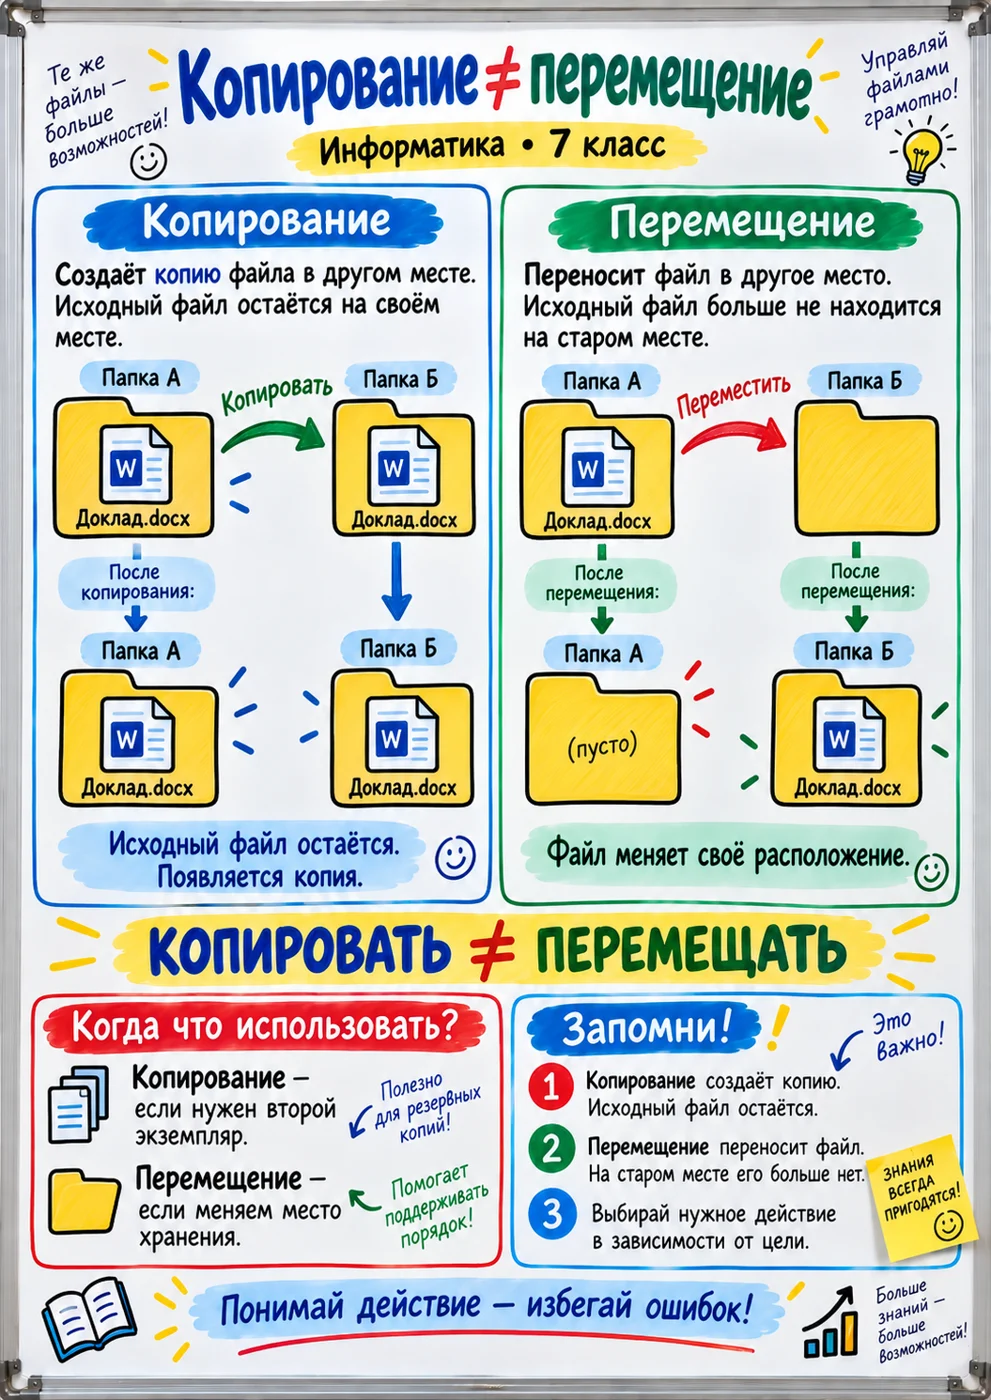 Те же
файлы –
больше
возможностей!
Копирование ≠ перемещение
Информатика • 7 класс
Управляй
файлами
грамотно!
Копирование
Создаёт копию файла в другом месте.
Исходный файл остаётся на своём
месте.
Папка А
Копировать
Папка Б
W
Доклад.docx
W
Доклад.docx
После
копирования:
Папка А
Папка Б
W
Доклад.docx
W
Доклад.docx
Исходный файл остаётся.
Появляется копия.
Перемещение
Переносит файл в другое место.
Исходный файл больше не находится
на старом месте.
Папка А
Переместить
Папка Б
W
Доклад.docx
После
перемещения:
После
перемещения:
Папка А
Папка Б
(пусто)
W
Доклад.docx
Файл меняет своё расположение.
КОПИРОВАТЬ ≠ ПЕРЕМЕЩАТЬ
Когда что использовать?
Копирование –
если нужен второй
экземпляр.
Полезно
для резервных
копий!
Перемещение –
если меняем место
хранения.
Помогает
поддерживать
порядок!
Запомни!
Это
важно!
1 Копирование создаёт копию.
Исходный файл остаётся.
2 Перемещение переносит файл.
На старом месте его больше нет.
3 Выбирай нужное действие
в зависимости от цели.
ЗНАНИЯ
ВСЕГДА
ПРИГОДЯТСЯ!
Понимай действие – избегай ошибок!
Больше
знаний –
больше
возможностей!